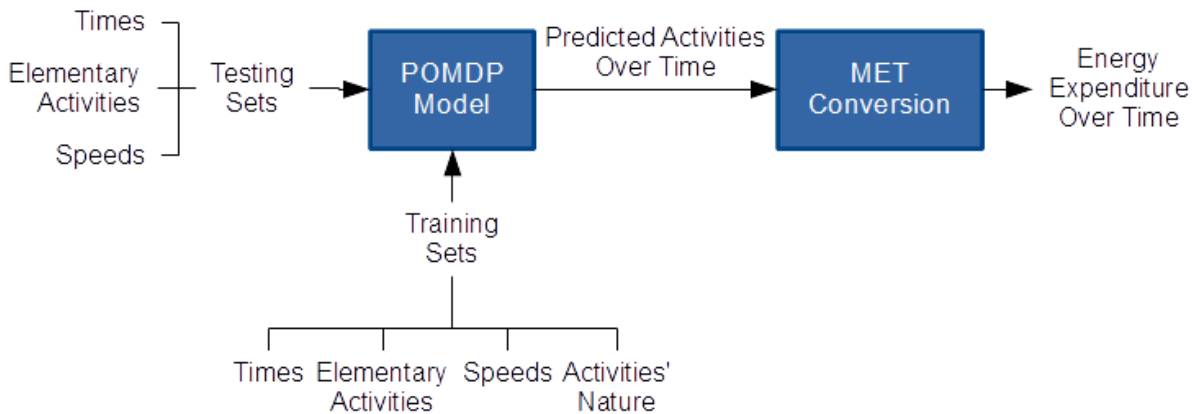 Times
Elementary
Activities
Speeds
Testing
Sets
POMDP
Model
Predicted Activities
Over Time
MET
Conversion
Energy
Expenditure
Over Time
Training
Sets
Times
Elementary
Activities
Speeds
Activities'
Nature